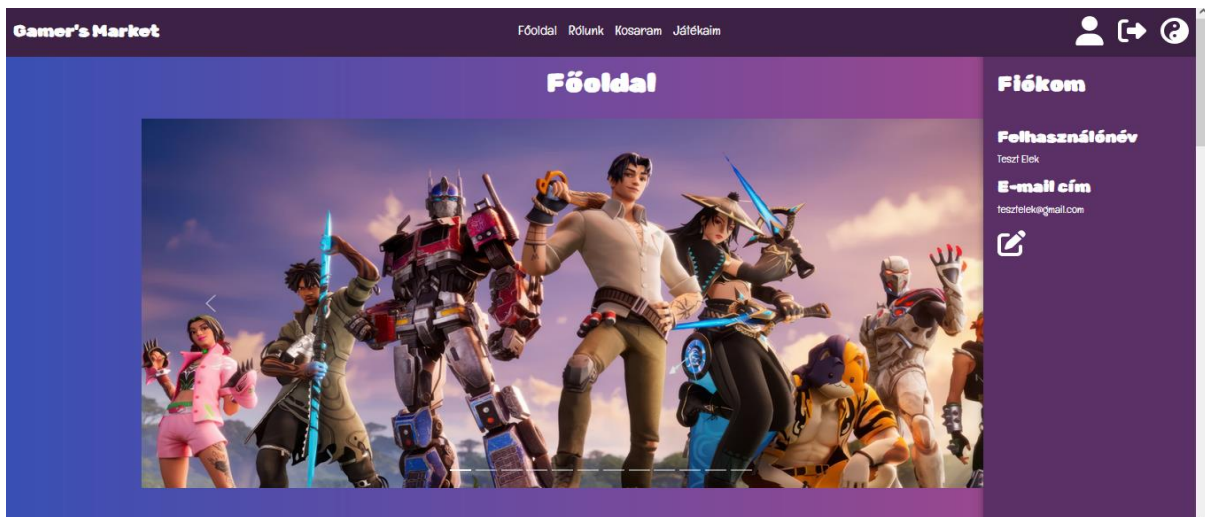 Gamer's Market
Főoldal Rólunk Kosaram Játékaim
Főoldal
Fiókom
Felhasználónév
Teszt Elek
E-mail cím
tesztelek@gmail.com